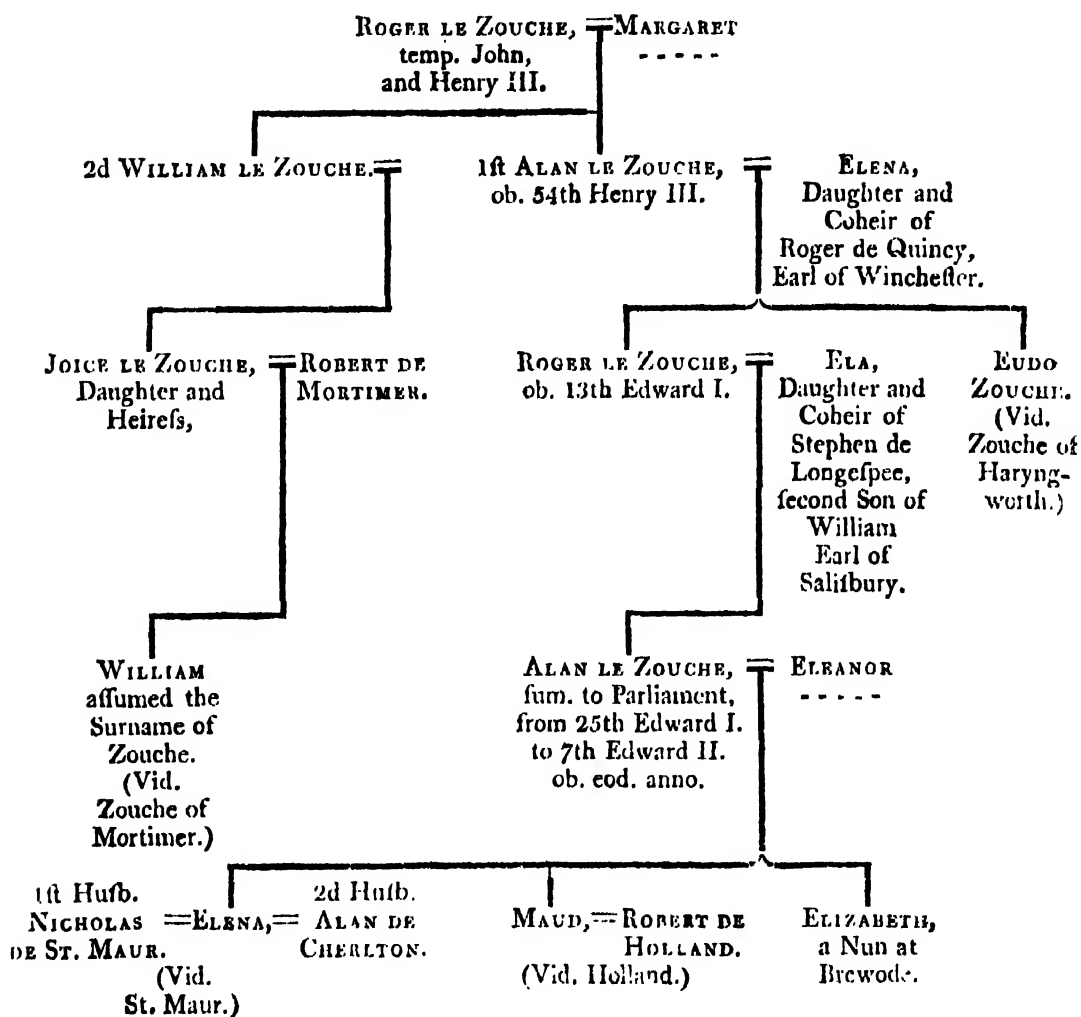 ROGER LE ZOUCHE,
temp. John,
and Henry III.
MARGARET
- - - - -
2d WILLIAM LE ZOUCHE.
1ſt ALAN LE ZOUCHE,
ob. 54th Henry III.
ELENA,
Daughter and
Coheir of
Roger de Quincy,
Earl of Wincheſter.
JOICE LE ZOUCHE,
Daughter and
Heireſs,
ROBERT DE
MORTIMER.
ROGER LE ZOUCHE,
ob. 13th Edward I.
ELA,
Daughter and
Coheir of
Stephen de
Longeſpee,
ſecond Son of
William
Earl of
Saliſbury.
EUDO
ZOUCHE.
(Vid.
Zouche of
Haryng-
worth.)
WILLIAM
aſſumed the
Surname of
Zouche.
(Vid.
Zouche of
Mortimer.)
ALAN LE ZOUCHE,
ſum. to Parliament,
from 25th Edward I.
to 7th Edward II.
ob. eod. anno.
ELEANOR
- - - - -
1ſt Huſb.
NICHOLAS
DE ST. MAUR.
=ELENA,=
(Vid.
St. Maur.)
2d Huſb.
ALAN DE
CHERLTON.
MAUD,=ROBERT DE
HOLLAND.
(Vid. Holland.)
ELIZABETH,
a Nun at
Brewode.